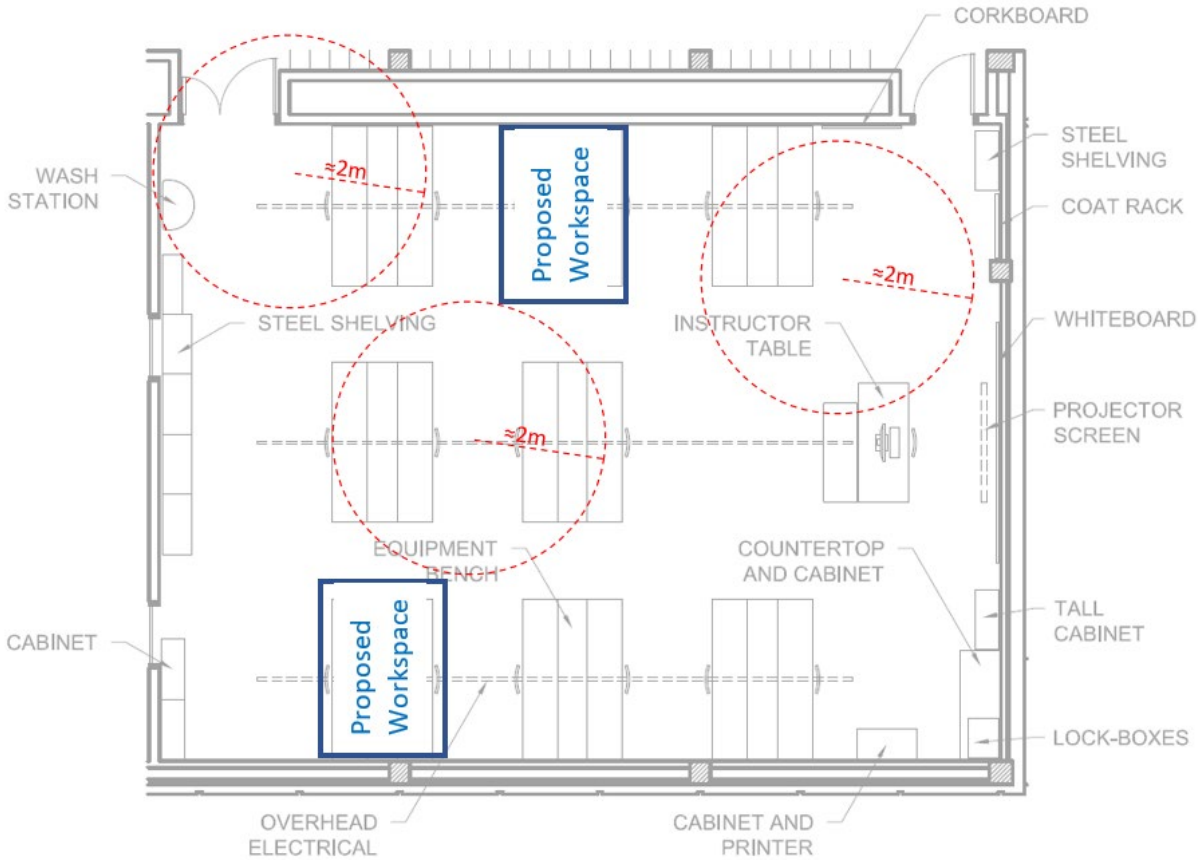 CORKBOARD
STEEL
SHELVING
WASH
STATION
≈2m
Proposed
Workspace
COAT RACK
≈2m
STEEL SHELVING
INSTRUCTOR
TABLE
WHITEBOARD
≈2m
PROJECTOR
SCREEN
EQUIPMENT
BENCH
COUNTERTOP
AND CABINET
TALL
CABINET
CABINET
Proposed
Workspace
LOCK-BOXES
OVERHEAD
ELECTRICAL
CABINET AND
PRINTER